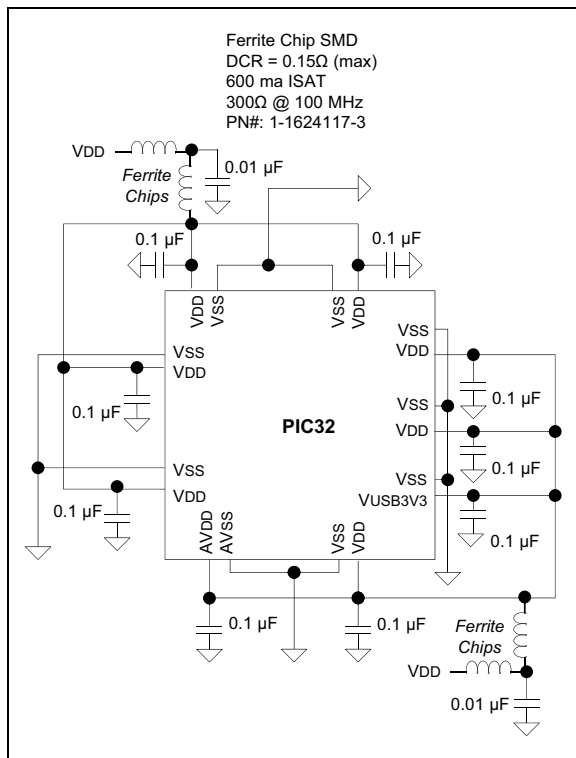 Ferrite Chip SMD
DCR = 0.15Ω (max)
600 ma ISAT
300Ω @ 100 MHz
PN#: 1-1624117-3
VDD
0.01 µF
Ferrite
Chips
0.1 µF
0.1 µF
VDD
VSS
VSS
VDD
VSS
VDD
VSS
VDD
0.1 µF
0.1 µF
VSS
VDD
0.1 µF
PIC32
VSS
VDD
0.1 µF
VSS
VUSB3V3
0.1 µF
AVDD
AVSS
VSS
VDD
0.1 µF
0.1 µF
Ferrite
Chips
VDD
0.01 µF